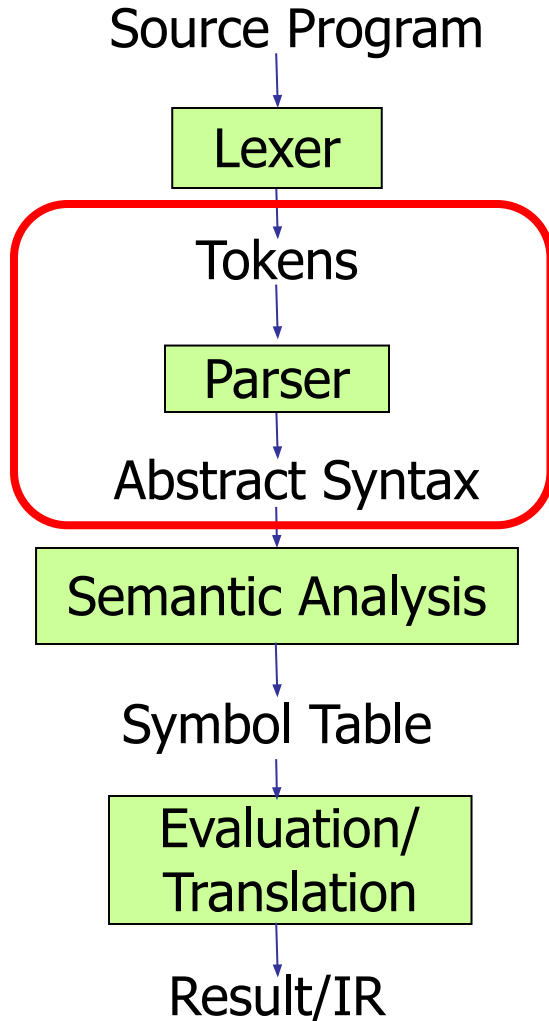 Source Program
Lexer
Tokens
Parser
Abstract Syntax
Semantic Analysis
Symbol Table
Evaluation/
Translation
Result/IR